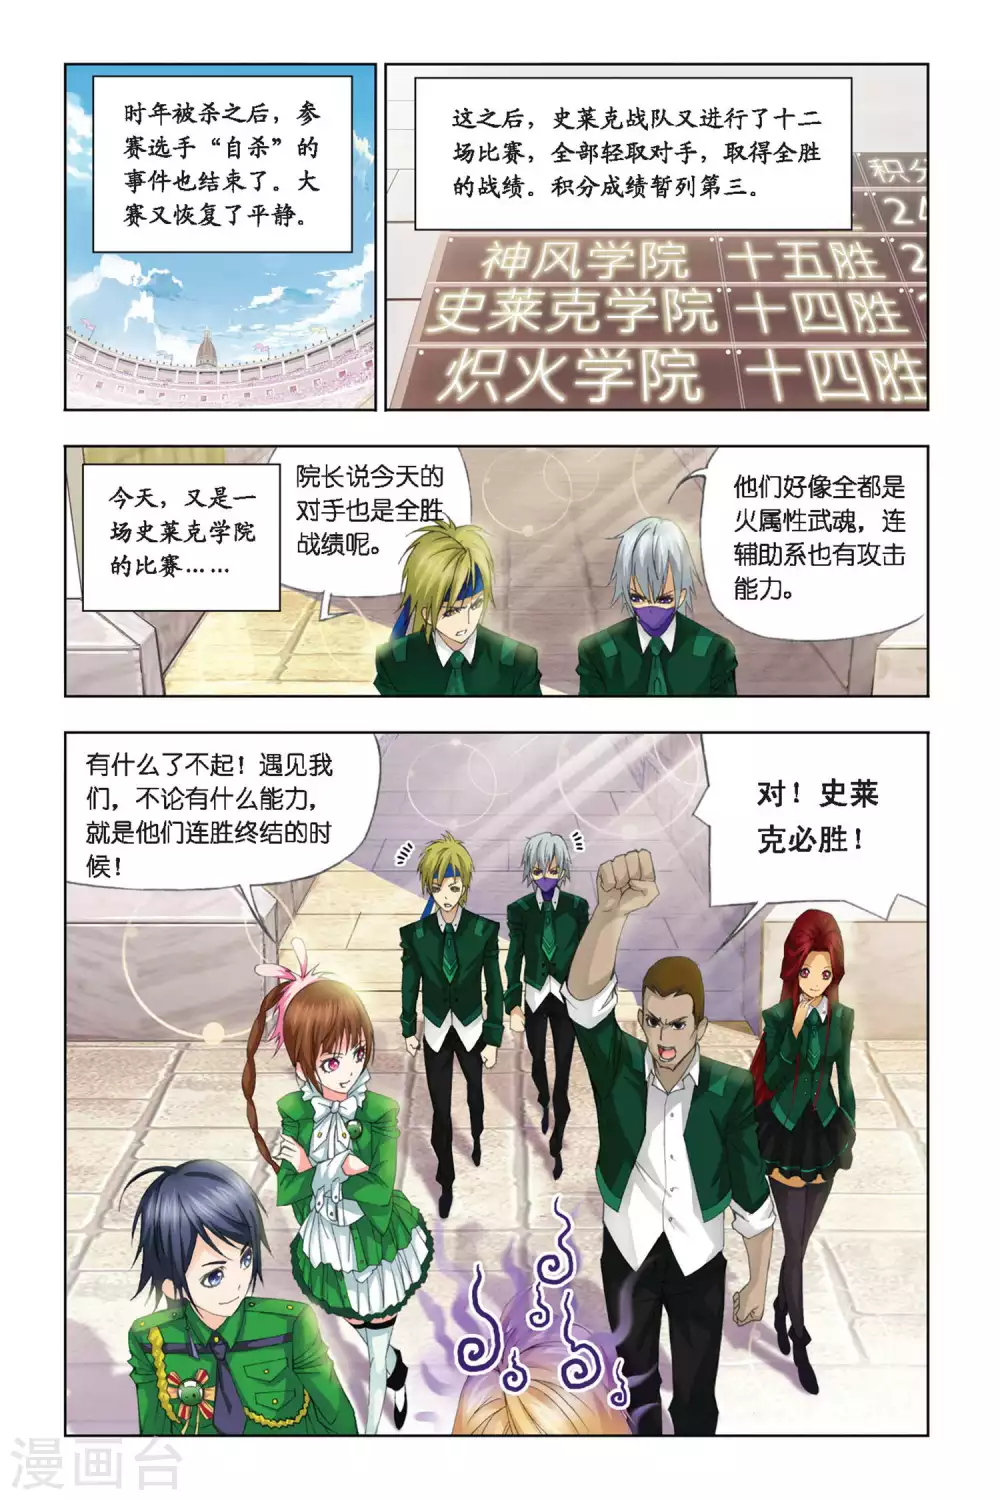 时年被杀之后，参
赛选手“自杀”的
事件也结束了。大
赛又恢复了平静。
这之后，史莱克战队又进行了十二
场比赛，全部轻取对手，取得全胜
的战绩。积分成绩暂列第三。
积分
24
神风学院 十五胜 2
史莱克学院 十四胜
炽火学院 十四胜
今天，又是一
场史莱克学院
的比赛……
院长说今天的
对手也是全胜
战绩呢。
他们好像全都是
火属性武魂，连
辅助系也有攻击
能力。
有什么了不起！遇见我
们，不论有什么能力，
就是他们连胜终结的时
候！
对！史莱
克必胜！
漫画台